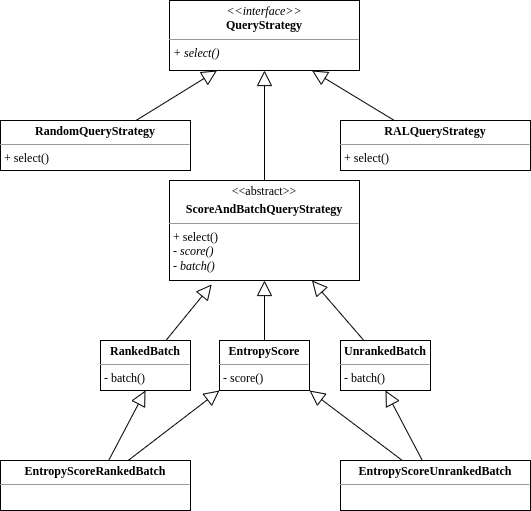 <<interface>>
QueryStrategy
+ select()
RandomQueryStrategy
+ select()
RALQueryStrategy
+ select()
<<abstract>>
ScoreAndBatchQueryStrategy
+ select()
- score()
- batch()
RankedBatch
- batch()
EntropyScore
- score()
UnrankedBatch
- batch()
EntropyScoreRankedBatch
EntropyScoreUnrankedBatch